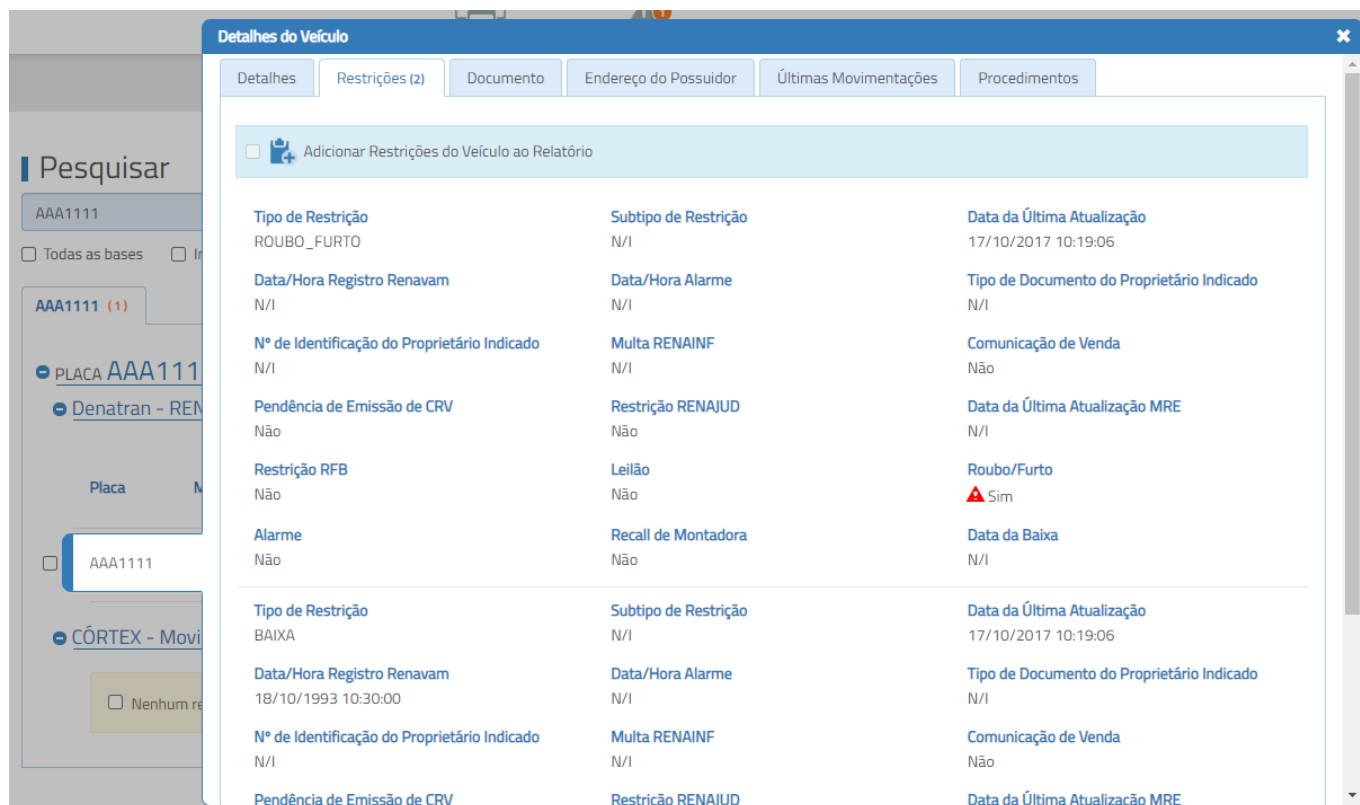 Detalhes do Veículo
Detalhes Restrições (2) Documento Endereço do Possuidor Últimas Movimentações Procedimentos
Adicionar Restrições do Veículo ao Relatório
Pesquisar
AAA1111
Todas as bases
AAA1111 (1)
PLACA AAA111
Denatran - REN
Placa M
AAA1111
CÓRTEX - Movi
Nenhum re
Tipo de Restrição Subtipo de Restrição Data da Última Atualização
ROUBO_FURTO N/I 17/10/2017 10:19:06
Data/Hora Registro Renavam Data/Hora Alarme Tipo de Documento do Proprietário Indicado
N/I N/I N/I
Nº de Identificação do Proprietário Indicado Multa RENAINF Comunicação de Venda
N/I N/I Não
Pendência de Emissão de CRV Restrição RENAJUD Data da Última Atualização MRE
Não Não N/I
Restrição RFB Leilão Roubo/Furto
Não Não Sim
Alarme Recall de Montadora Data da Baixa
Não Não N/I
Tipo de Restrição Subtipo de Restrição Data da Última Atualização
BAIXA N/I 17/10/2017 10:19:06
Data/Hora Registro Renavam Data/Hora Alarme Tipo de Documento do Proprietário Indicado
18/10/1993 10:30:00 N/I N/I
Nº de Identificação do Proprietário Indicado Multa RENAINF Comunicação de Venda
N/I N/I Não
Pendência de Emissão de CRV Restrição RENAJUD Data da Última Atualização MRE